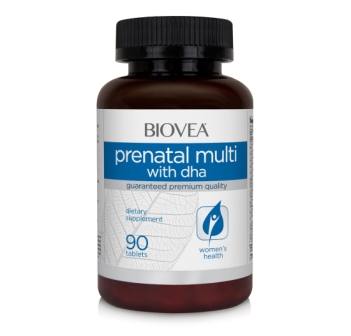 BIOVEA
prenatal multi
with dha
guaranteed premium quality
dietary
supplement
90
tablets
women's
health